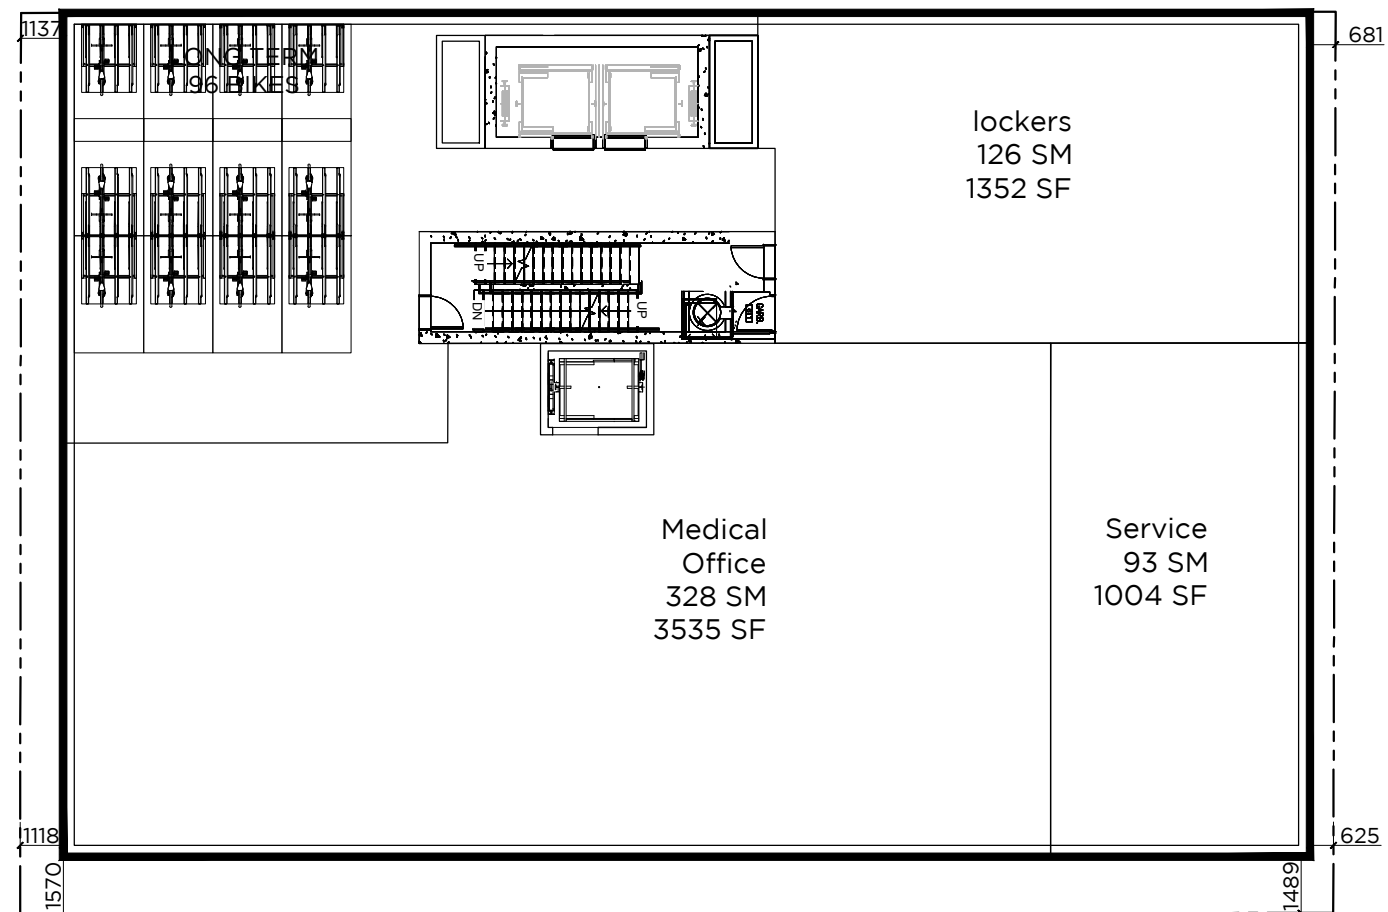 1137
681
ONG TERM
96 BIKES
lockers
126 SM
1352 SF
UP
DN
UP
Medical
Office
328 SM
3535 SF
Service
93 SM
1004 SF
1118
625
1570
1489